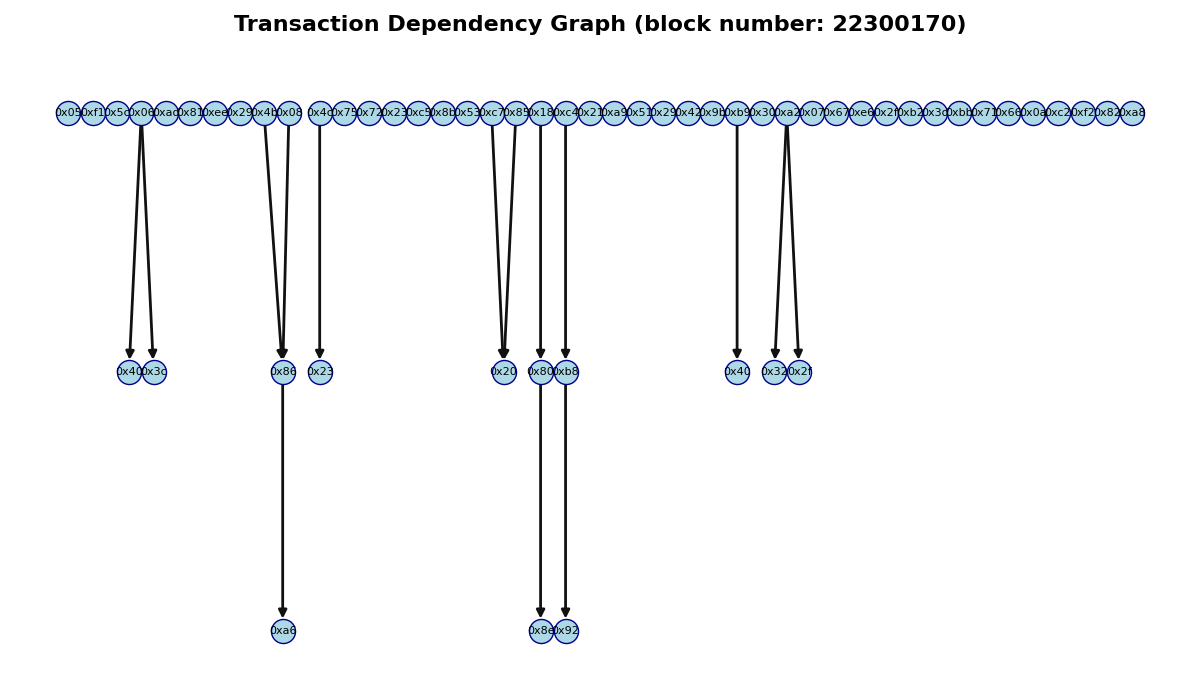 Transaction Dependency Graph (block number: 22300170)
0x05 0xf1 0x5c 0x06 0xac 0x81 0xee 0x29 0x4b 0x08 0x4c 0x75 0x72 0x23 0xc5 0x8b 0x53 0xc7 0x85 0x18 0xc4 0x21 0xa9 0x51 0x29 0x42 0x9b 0xb9 0x30 0xa2 0x07 0x67 0xe6 0x2f 0xb2 0x3c 0xbb 0x71 0x66 0x0a 0xc2 0xf2 0x82 0xa8
0x40 0x3c 0x86 0x23 0x20 0x80 0xb8 0x40 0x32 0x2f
0xa6 0x8e 0x92